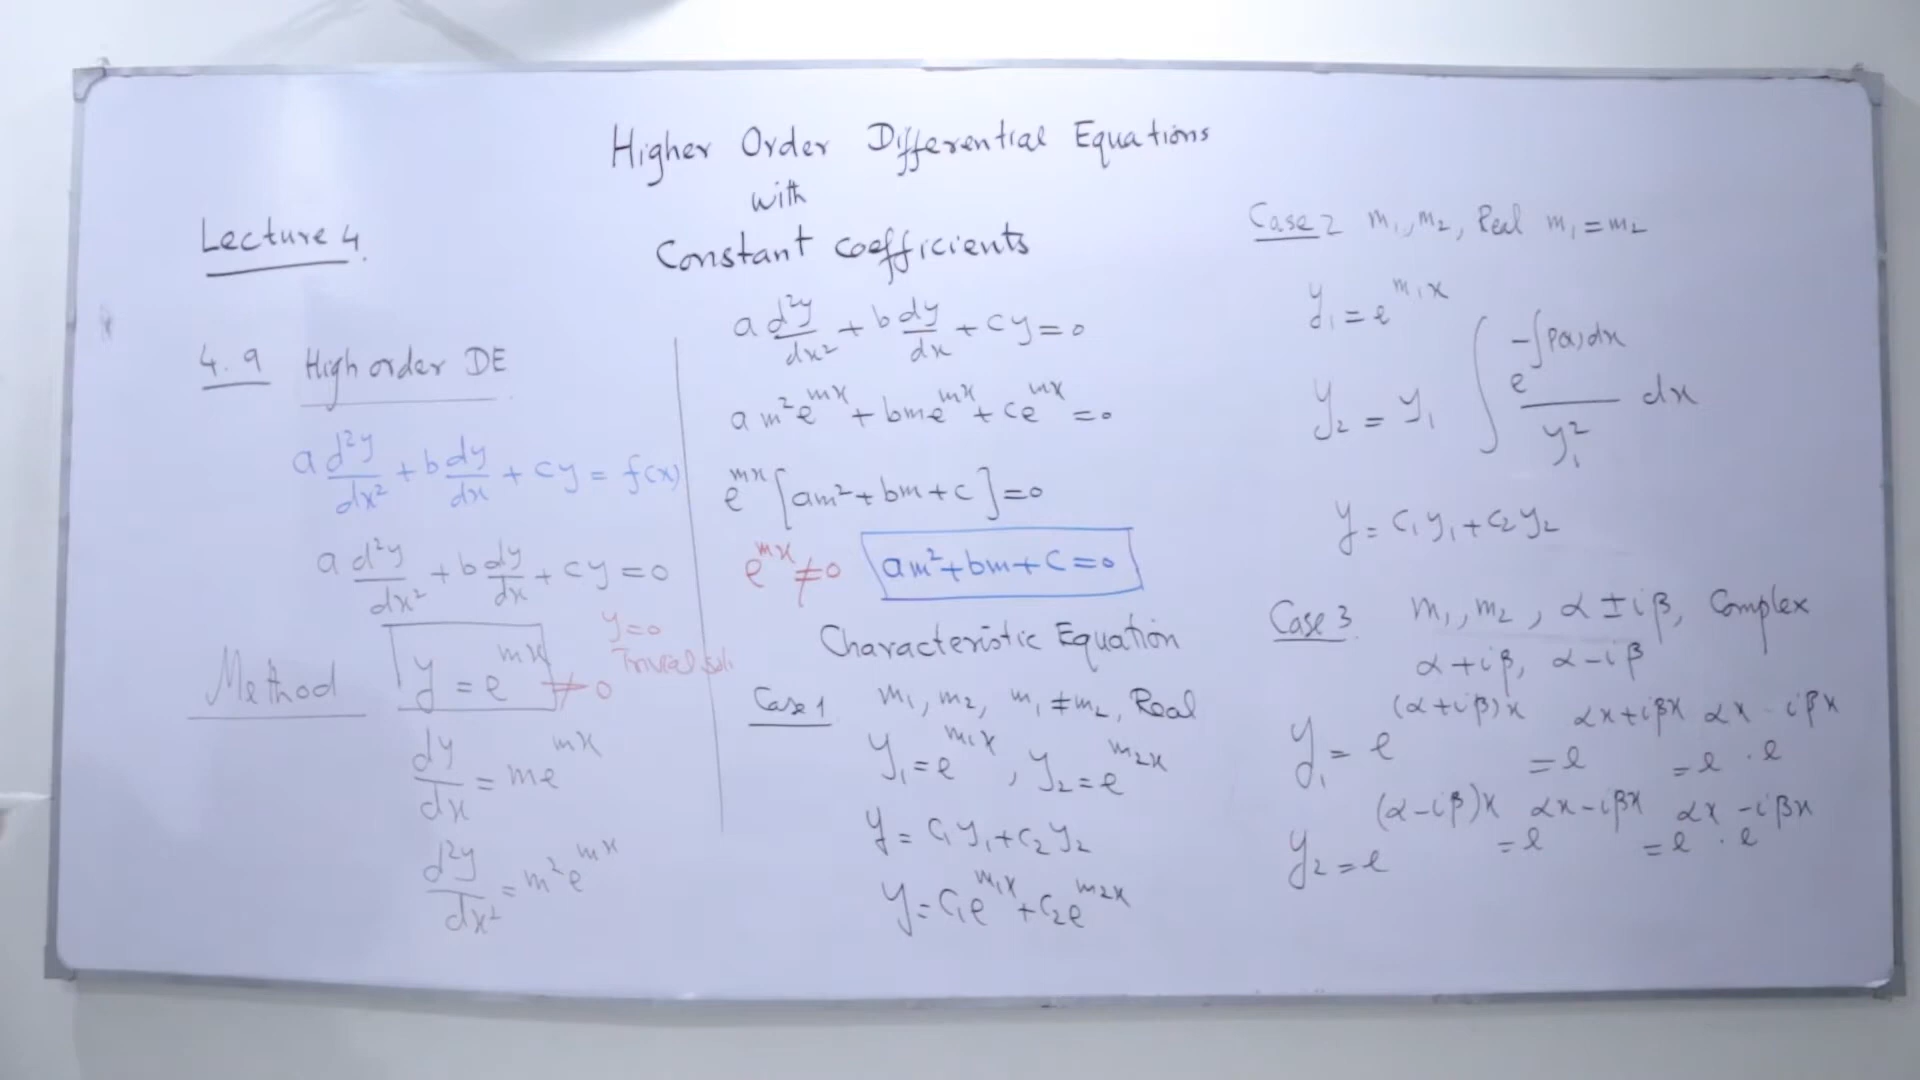 Higher Order Differential Equations
with
Constant coefficients
Lecture 4.
4.9 High order DE
a d²y/dx² + b dy/dx + cy = f(x)
a d²y/dx² + b dy/dx + cy = 0
y=0
Trivial sol.
Method y = e^{mx} ≠ 0
dy/dx = me^{mx}
d²y/dx² = m²e^{mx}
a d²y/dx² + b dy/dx + cy = 0
am²e^{mx} + bme^{mx} + ce^{mx} = 0
e^{mx}[am²+bm+c]=0
e^{mx} ≠ 0 am²+bm+c=0
Characteristic Equation
Case 1 m₁, m₂, m₁ ≠ m₂, Real
y₁=e^{m₁x}, y₂=e^{m₂x}
y = c₁y₁+c₂y₂
y = c₁e^{m₁x}+c₂e^{m₂x}
Case 2 m₁, m₂, Real m₁ = m₂
y₁ = e^{m₁x}
y₂ = y₁ ∫ e^{-∫P(x)dx}/y₁² dx
y = c₁y₁+c₂y₂
Case 3 m₁, m₂, α ± iβ, Complex
α+iβ, α-iβ
y₁ = e^{(α+iβ)x} = e^{αx+iβx} = e^{αx} · e^{iβx}
y₂ = e^{(α-iβ)x} = e^{αx-iβx} = e^{αx} · e^{-iβx}